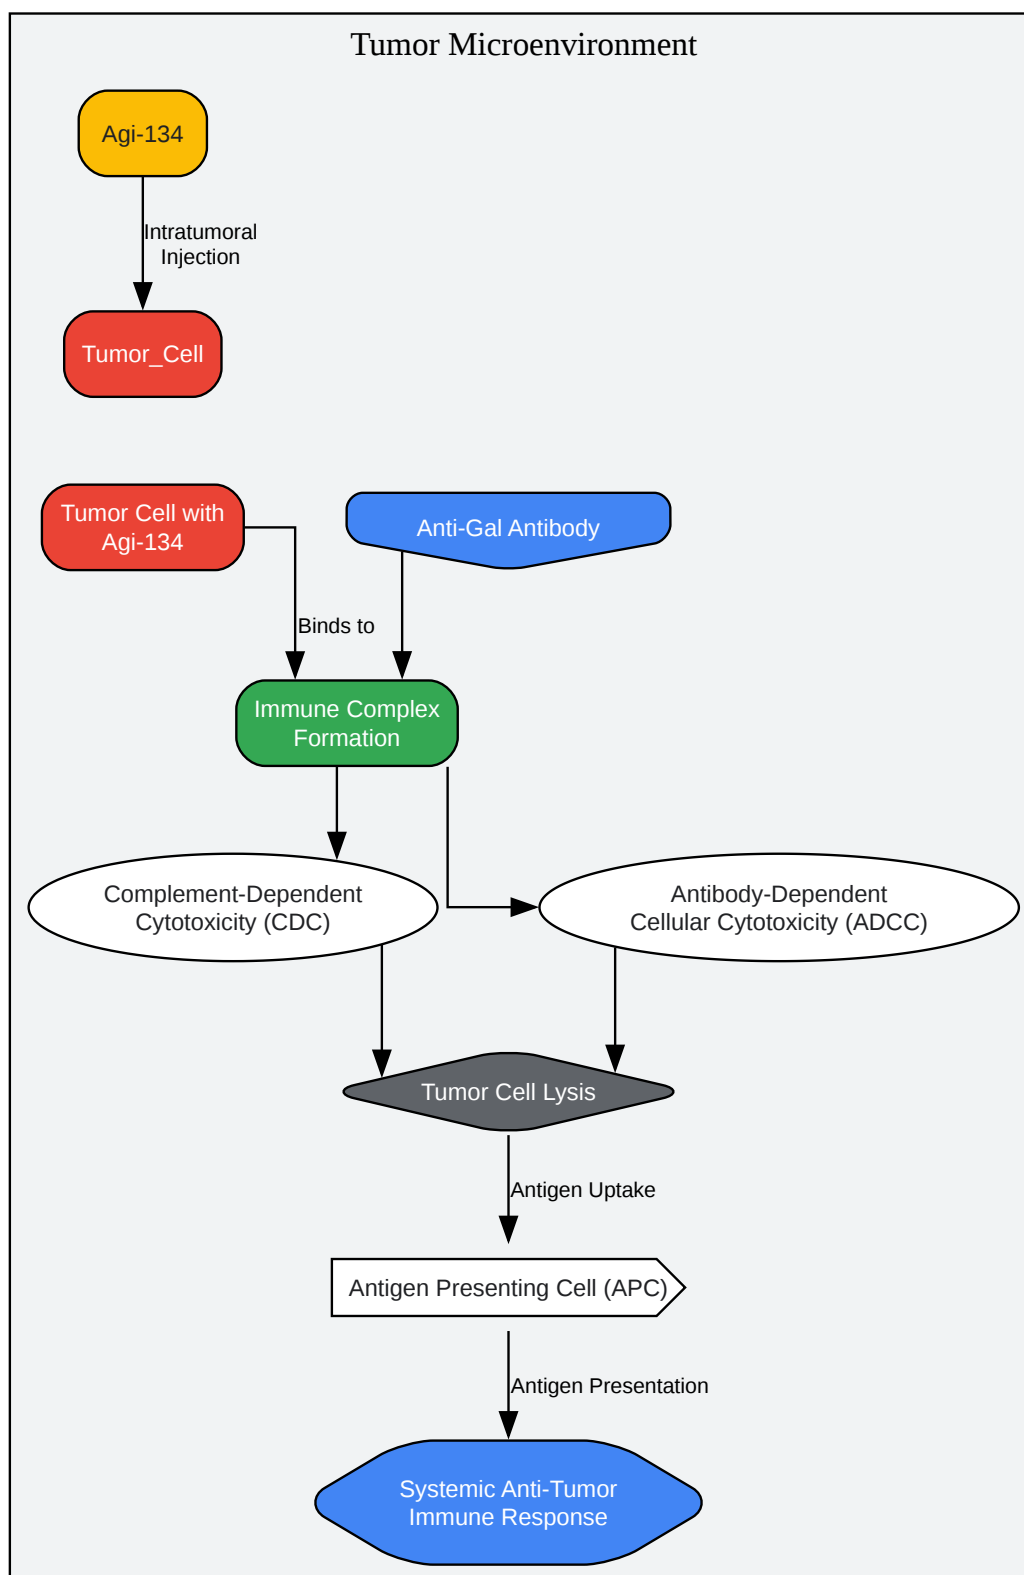 Tumor Microenvironment
Agi-134
Intratumoral
Injection
Tumor_Cell
Tumor Cell with
Agi-134
Anti-Gal Antibody
Binds to
Immune Complex
Formation
Complement-Dependent
Cytotoxicity (CDC)
Antibody-Dependent
Cellular Cytotoxicity (ADCC)
Tumor Cell Lysis
Antigen Uptake
Antigen Presenting Cell (APC)
Antigen Presentation
Systemic Anti-Tumor
Immune Response